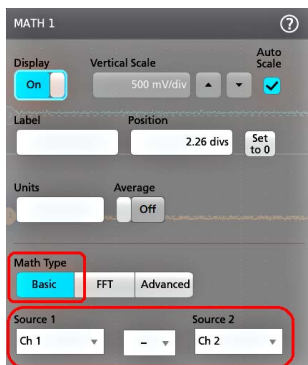 MATH 1 ?
Auto
Display Vertical Scale Scale
On 500 mV/div
Label Position
2.26 divs Set
to 0
Units Average
Off
Math Type
Basic FFT Advanced
Source 1 Source 2
Ch 1 – Ch 2